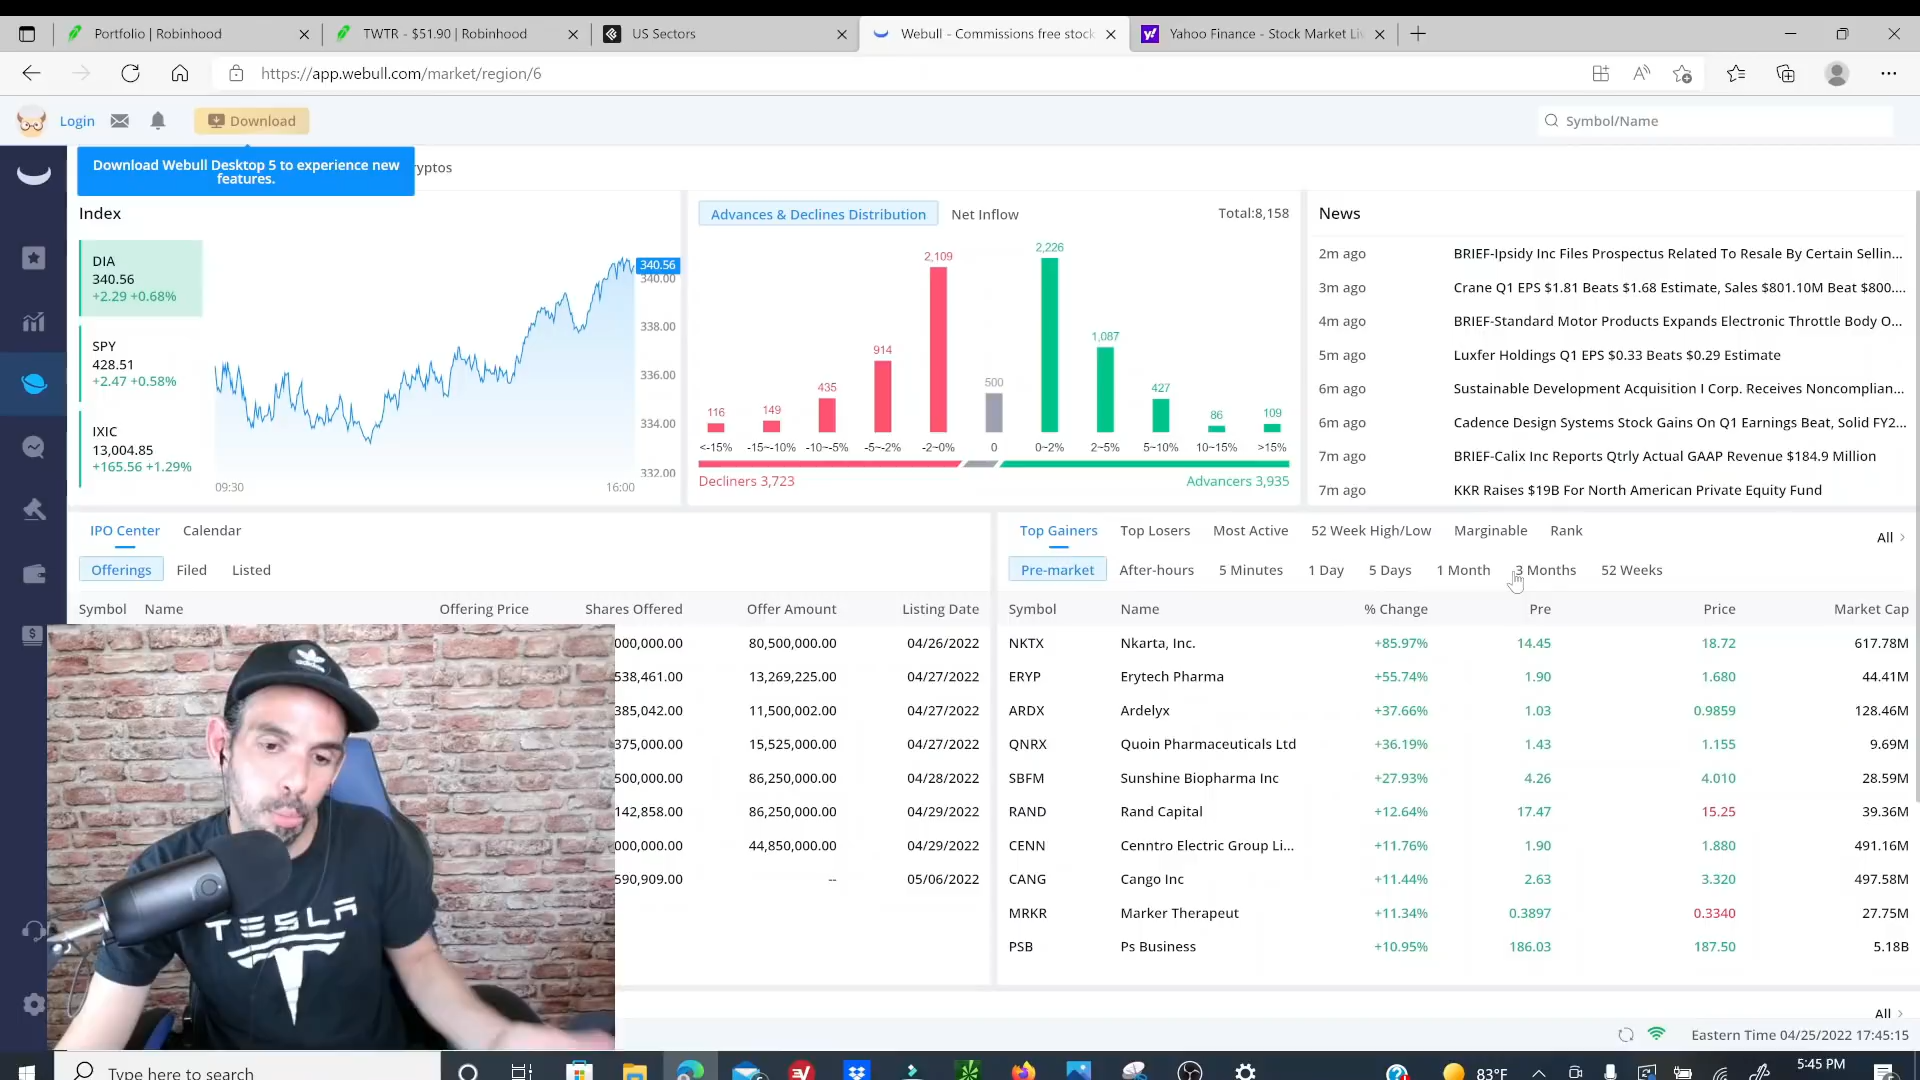 Portfolio | Robinhood
TWTR - $51.90 | Robinhood
US Sectors
Webull - Commissions free stock
Yahoo Finance - Stock Market Li
https://app.webull.com/market/region/6
Login
Download
Symbol/Name
Download Webull Desktop 5 to experience new
features.
ryptos
Index
DIA
340.56
+2.29 +0.68%
SPY
428.51
+2.47 +0.58%
IXIC
13,004.85
+165.56 +1.29%
340.56
340.00
338.00
336.00
334.00
332.00
09:30 16:00
Advances & Declines Distribution Net Inflow Total:8,158
116 149 435 914 2,109 500 2,226 1,087 427 86 109
<-15% -15~-10% -10~-5% -5~-2% -2~0% 0 0~2% 2~5% 5~10% 10~15% >15%
Decliners 3,723 Advancers 3,935
News
2m ago BRIEF-Ipsidy Inc Files Prospectus Related To Resale By Certain Sellin...
3m ago Crane Q1 EPS $1.81 Beats $1.68 Estimate, Sales $801.10M Beat $800....
4m ago BRIEF-Standard Motor Products Expands Electronic Throttle Body O...
5m ago Luxfer Holdings Q1 EPS $0.33 Beats $0.29 Estimate
6m ago Sustainable Development Acquisition I Corp. Receives Noncomplian...
6m ago Cadence Design Systems Stock Gains On Q1 Earnings Beat, Solid FY2...
7m ago BRIEF-Calix Inc Reports Qtrly Actual GAAP Revenue $184.9 Million
7m ago KKR Raises $19B For North American Private Equity Fund
IPO Center Calendar
Offerings Filed Listed
Symbol Name Offering Price Shares Offered Offer Amount Listing Date
000,000.00 80,500,000.00 04/26/2022
538,461.00 13,269,225.00 04/27/2022
385,042.00 11,500,002.00 04/27/2022
375,000.00 15,525,000.00 04/27/2022
500,000.00 86,250,000.00 04/28/2022
142,858.00 86,250,000.00 04/29/2022
000,000.00 44,850,000.00 04/29/2022
590,909.00 -- 05/06/2022
Top Gainers Top Losers Most Active 52 Week High/Low Marginable Rank All >
Pre-market After-hours 5 Minutes 1 Day 5 Days 1 Month 3 Months 52 Weeks
Symbol Name % Change Pre Price Market Cap
NKTX Nkarta, Inc. +85.97% 14.45 18.72 617.78M
ERYP Erytech Pharma +55.74% 1.90 1.680 44.41M
ARDX Ardelyx +37.66% 1.03 0.9859 128.46M
QNRX Quoin Pharmaceuticals Ltd +36.19% 1.43 1.155 9.69M
SBFM Sunshine Biopharma Inc +27.93% 4.26 4.010 28.59M
RAND Rand Capital +12.64% 17.47 15.25 39.36M
CENN Cenntro Electric Group Li... +11.76% 1.90 1.880 491.16M
CANG Cango Inc +11.44% 2.63 3.320 497.58M
MRKR Marker Therapeut +11.34% 0.3897 0.3340 27.75M
PSB Ps Business +10.95% 186.03 187.50 5.18B
adidas
TESLA
All >
Eastern Time 04/25/2022 17:45:15
Type here to search
83°F
5:45 PM